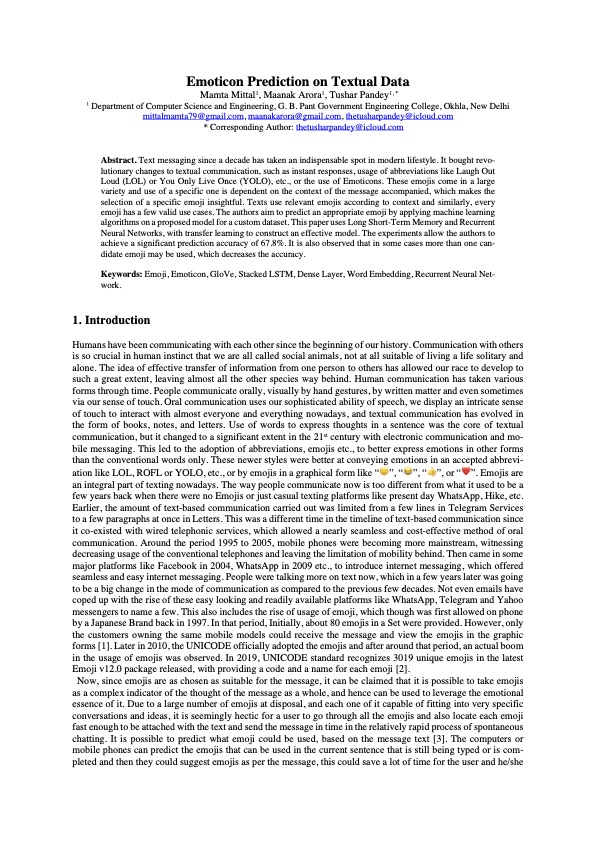 Emoticon Prediction on Textual Data
Mamta Mittal¹, Maanak Arora¹, Tushar Pandey¹,*
¹ Department of Computer Science and Engineering, G. B. Pant Government Engineering College, Okhla, New Delhi
mittalmamta79@gmail.com, maanakarora@gmail.com, thetusharpandey@icloud.com
* Corresponding Author: thetusharpandey@icloud.com
Abstract. Text messaging since a decade has taken an indispensable spot in modern lifestyle. It bought revo-
lutionary changes to textual communication, such as instant responses, usage of abbreviations like Laugh Out
Loud (LOL) or You Only Live Once (YOLO), etc., or the use of Emoticons. These emojis come in a large
variety and use of a specific one is dependent on the context of the message accompanied, which makes the
selection of a specific emoji insightful. Texts use relevant emojis according to context and similarly, every
emoji has a few valid use cases. The authors aim to predict an appropriate emoji by applying machine learning
algorithms on a proposed model for a custom dataset. This paper uses Long Short-Term Memory and Recurrent
Neural Networks, with transfer learning to construct an effective model. The experiments allow the authors to
achieve a significant prediction accuracy of 67.8%. It is also observed that in some cases more than one can-
didate emoji may be used, which decreases the accuracy.
Keywords: Emoji, Emoticon, GloVe, Stacked LSTM, Dense Layer, Word Embedding, Recurrent Neural Net-
work.
1. Introduction
Humans have been communicating with each other since the beginning of our history. Communication with others
is so crucial in human instinct that we are all called social animals, not at all suitable of living a life solitary and
alone. The idea of effective transfer of information from one person to others has allowed our race to develop to
such a great extent, leaving almost all the other species way behind. Human communication has taken various
forms through time. People communicate orally, visually by hand gestures, by written matter and even sometimes
via our sense of touch. Oral communication uses our sophisticated ability of speech, we display an intricate sense
of touch to interact with almost everyone and everything nowadays, and textual communication has evolved in
the form of books, notes, and letters. Use of words to express thoughts in a sentence was the core of textual
communication, but it changed to a significant extent in the 21ˢᵗ century with electronic communication and mo-
bile messaging. This led to the adoption of abbreviations, emojis etc., to better express emotions in other forms
than the conventional words only. These newer styles were better at conveying emotions in an accepted abbrevi-
ation like LOL, ROFL or YOLO, etc., or by emojis in a graphical form like “😊”, “😂”, “👍”, or “❤️”. Emojis are
an integral part of texting nowadays. The way people communicate now is too different from what it used to be a
few years back when there were no Emojis or just casual texting platforms like present day WhatsApp, Hike, etc.
Earlier, the amount of text-based communication carried out was limited from a few lines in Telegram Services
to a few paragraphs at once in Letters. This was a different time in the timeline of text-based communication since
it co-existed with wired telephonic services, which allowed a nearly seamless and cost-effective method of oral
communication. Around the period 1995 to 2005, mobile phones were becoming more mainstream, witnessing
decreasing usage of the conventional telephones and leaving the limitation of mobility behind. Then came in some
major platforms like Facebook in 2004, WhatsApp in 2009 etc., to introduce internet messaging, which offered
seamless and easy internet messaging. People were talking more on text now, which in a few years later was going
to be a big change in the mode of communication as compared to the previous few decades. Not even emails have
coped up with the rise of these easy looking and readily available platforms like WhatsApp, Telegram and Yahoo
messengers to name a few. This also includes the rise of usage of emoji, which though was first allowed on phone
by a Japanese Brand back in 1997. In that period, Initially, about 80 emojis in a Set were provided. However, only
the customers owning the same mobile models could receive the message and view the emojis in the graphic
forms [1]. Later in 2010, the UNICODE officially adopted the emojis and after around that period, an actual boom
in the usage of emojis was observed. In 2019, UNICODE standard recognizes 3019 unique emojis in the latest
Emoji v12.0 package released, with providing a code and a name for each emoji [2].
Now, since emojis are as chosen as suitable for the message, it can be claimed that it is possible to take emojis
as a complex indicator of the thought of the message as a whole, and hence can be used to leverage the emotional
essence of it. Due to a large number of emojis at disposal, and each one of it capable of fitting into very specific
conversations and ideas, it is seemingly hectic for a user to go through all the emojis and also locate each emoji
fast enough to be attached with the text and send the message in time in the relatively rapid process of spontaneous
chatting. It is possible to predict what emoji could be used, based on the message text [3]. The computers or
mobile phones can predict the emojis that can be used in the current sentence that is still being typed or is com-
pleted and then they could suggest emojis as per the message, this could save a lot of time for the user and he/she